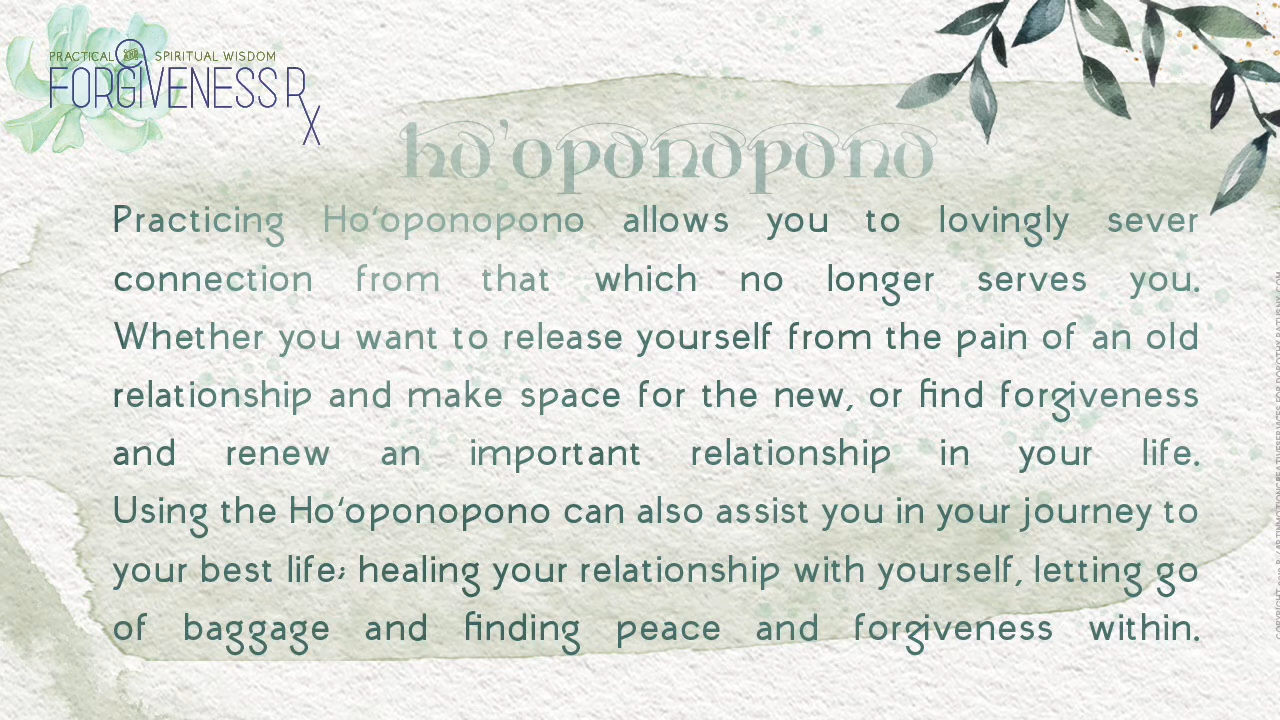 PRACTICAL & SPIRITUAL WISDOM
FORGIVENESS RX
ho'oponopono
Practicing Ho‘oponopono allows you to lovingly sever
connection from that which no longer serves you.
Whether you want to release yourself from the pain of an old
relationship and make space for the new, or find forgiveness
and renew an important relationship in your life.
Using the Ho‘oponopono can also assist you in your journey to
your best life; healing your relationship with yourself, letting go
of baggage and finding peace and forgiveness within.